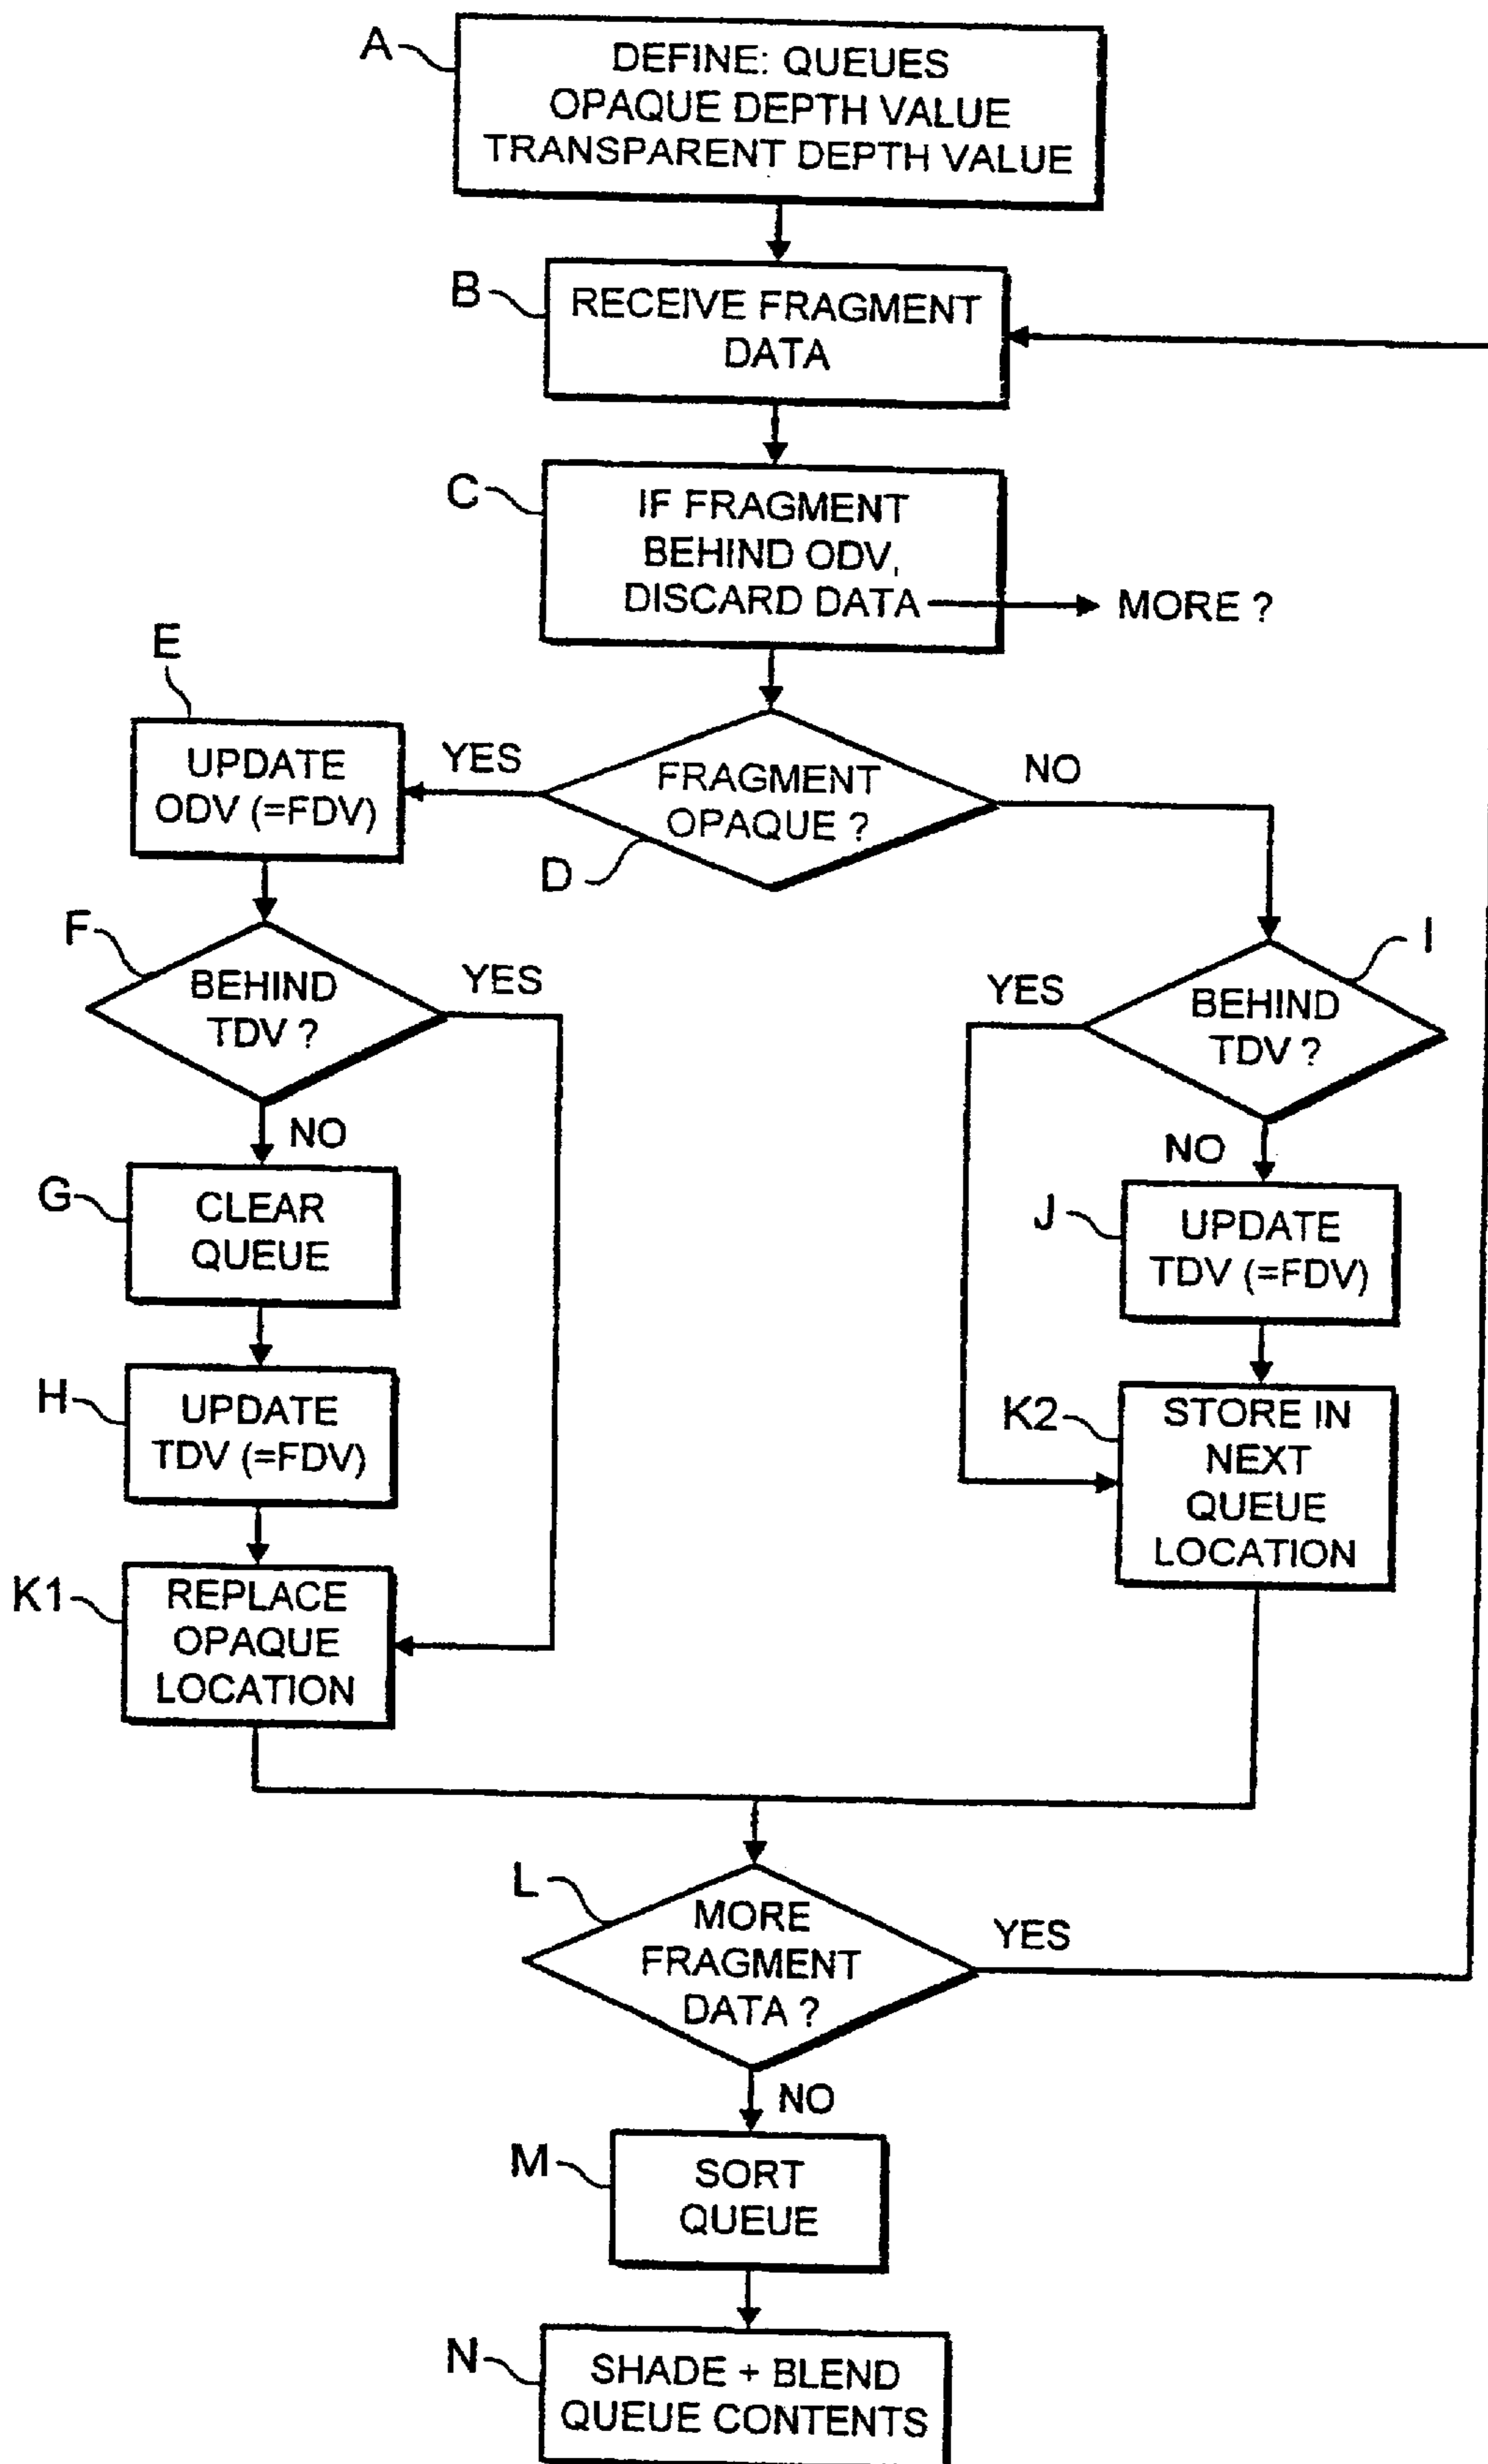 A
DEFINE: QUEUES
OPAQUE DEPTH VALUE
TRANSPARENT DEPTH VALUE
B
RECEIVE FRAGMENT
DATA
C
IF FRAGMENT
BEHIND ODV,
DISCARD DATA
MORE ?
E
UPDATE
ODV (=FDV)
YES
FRAGMENT
OPAQUE ?
NO
D
F
BEHIND
TDV ?
YES
NO
I
BEHIND
TDV ?
YES
NO
G
CLEAR
QUEUE
J
UPDATE
TDV (=FDV)
H
UPDATE
TDV (=FDV)
K2
STORE IN
NEXT
QUEUE
LOCATION
K1
REPLACE
OPAQUE
LOCATION
L
MORE
FRAGMENT
DATA ?
YES
NO
M
SORT
QUEUE
N
SHADE + BLEND
QUEUE CONTENTS